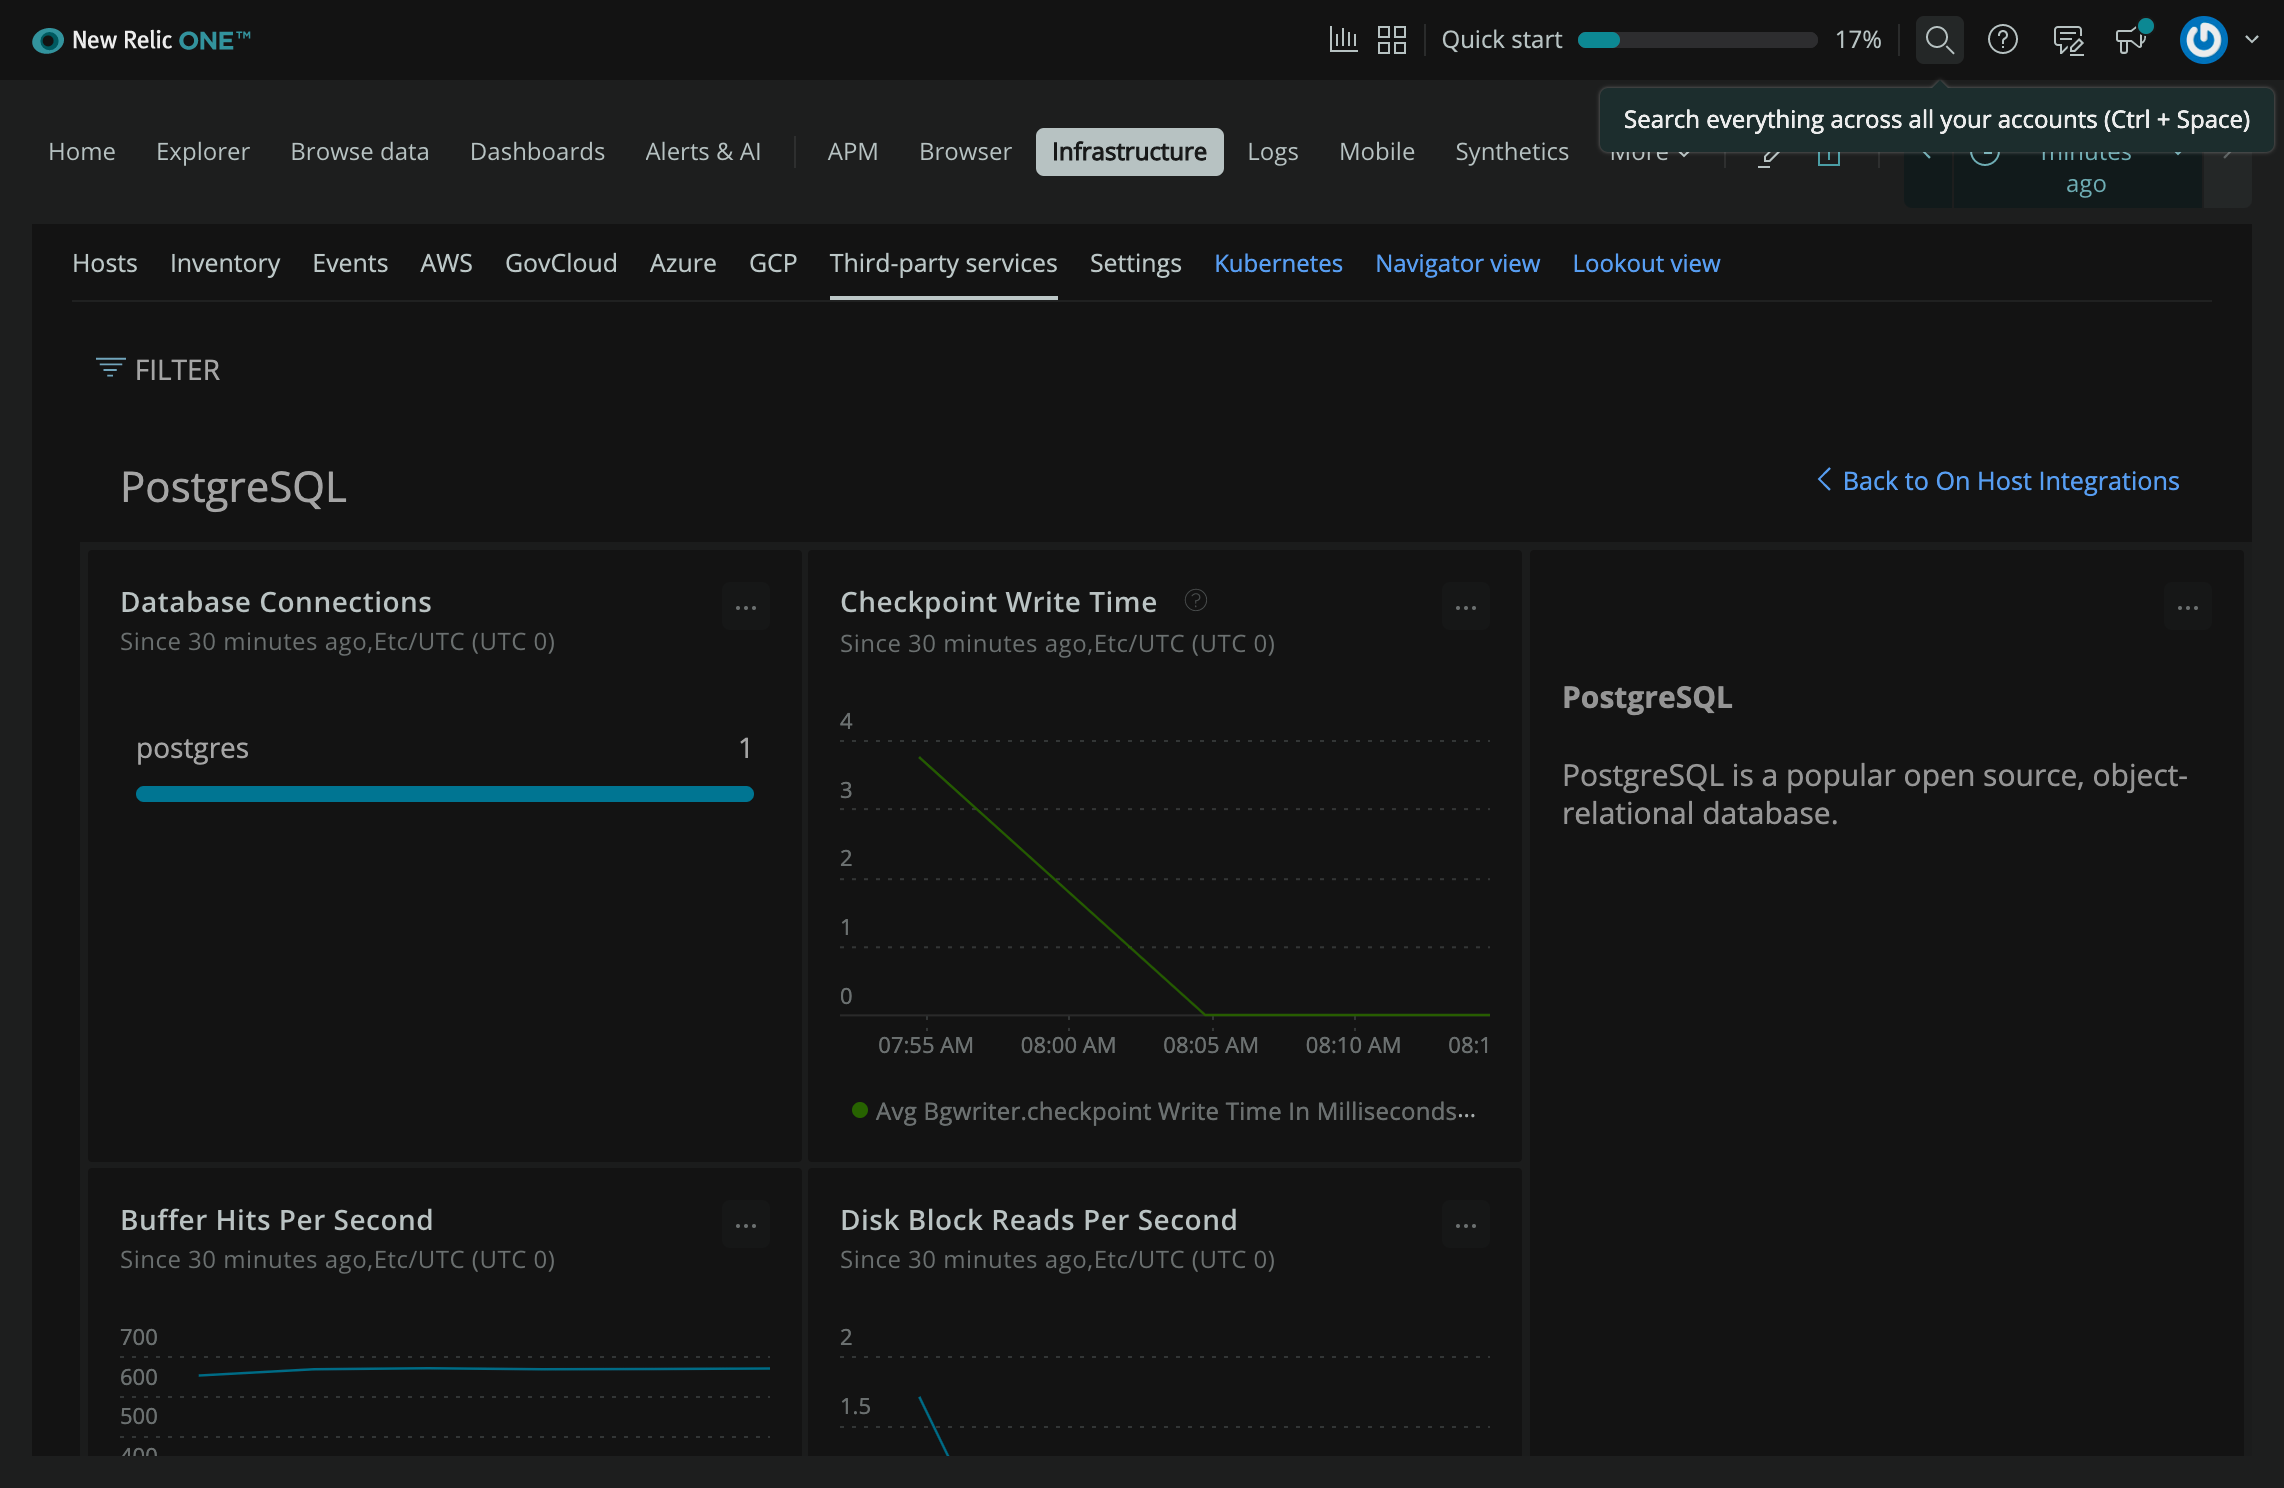 New Relic ONE™
Quick start 17%
Search everything across all your accounts (Ctrl + Space)
Home Explorer Browse data Dashboards Alerts & AI APM Browser Infrastructure Logs Mobile Synthetics More
minutes
ago
Hosts Inventory Events AWS GovCloud Azure GCP Third-party services Settings Kubernetes Navigator view Lookout view
FILTER
PostgreSQL
Back to On Host Integrations
Database Connections
Since 30 minutes ago,Etc/UTC (UTC 0)
postgres 1
Checkpoint Write Time
Since 30 minutes ago,Etc/UTC (UTC 0)
4
3
2
1
0
07:55 AM 08:00 AM 08:05 AM 08:10 AM 08:1
Avg Bgwriter.checkpoint Write Time In Milliseconds...
PostgreSQL
PostgreSQL is a popular open source, object-
relational database.
Buffer Hits Per Second
Since 30 minutes ago,Etc/UTC (UTC 0)
700
600
500
400
Disk Block Reads Per Second
Since 30 minutes ago,Etc/UTC (UTC 0)
2
1.5